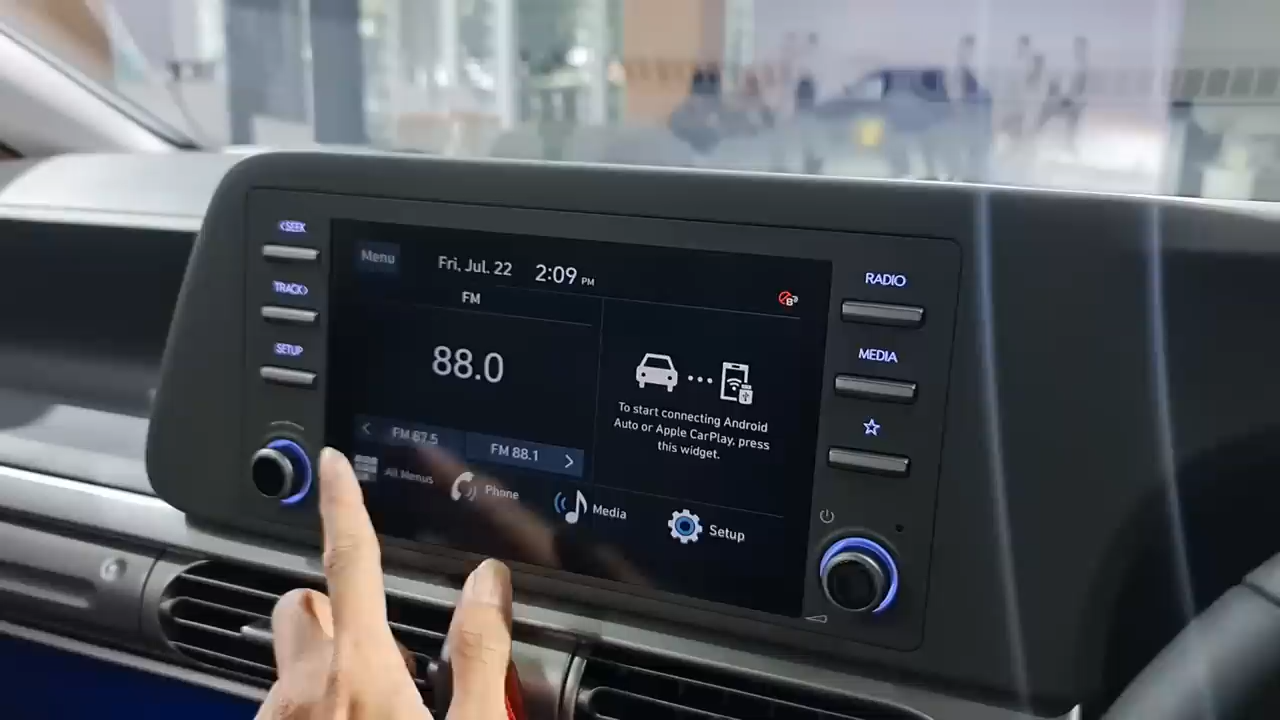 <SEEK
TRACK>
SETUP
Menu
Fri, Jul. 22
2:09 PM
FM
88.0
< FM 87.5
FM 88.1 >
To start connecting Android
Auto or Apple CarPlay, press
this widget.
All Menus
Phone
Media
Setup
RADIO
MEDIA